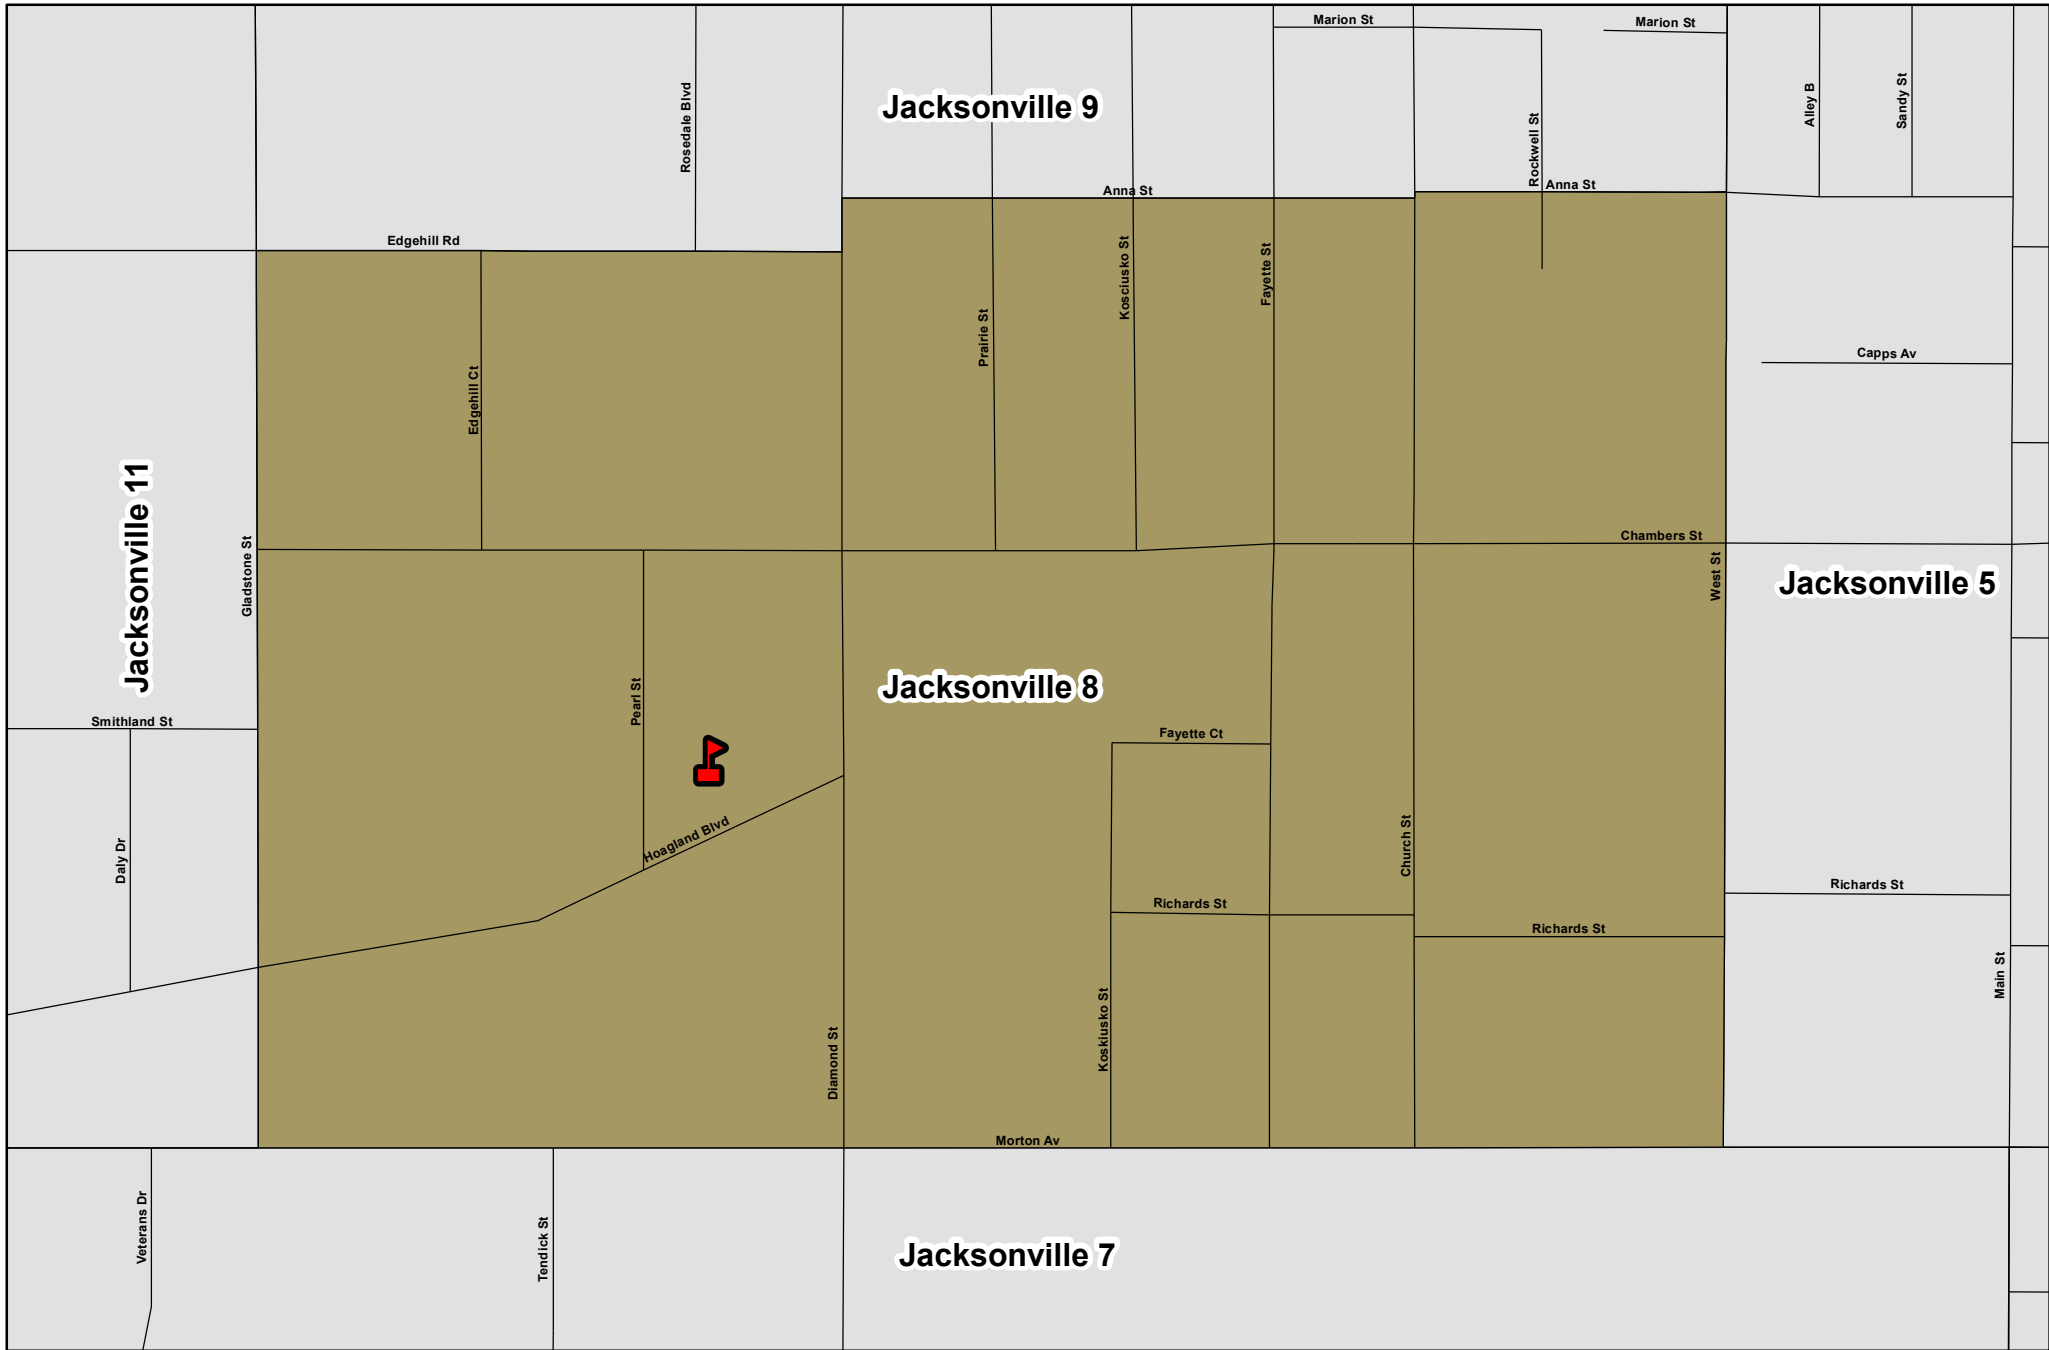 Marion St
Marion St
Rosedale Blvd
Jacksonville 9
Rockwell St
Alley B
Sandy St
Anna St
Anna St
Edgehill Rd
Kosciusko St
Fayette St
Prairie St
Edgehill Ct
Capps Av
Jacksonville 11
Gladstone St
Chambers St
West St
Jacksonville 5
Pearl St
Jacksonville 8
Smithland St
Fayette Ct
Hoagland Blvd
Daly Dr
Church St
Richards St
Richards St
Richards St
Main St
Diamond St
Koskiusko St
Morton Av
Veterans Dr
Tendick St
Jacksonville 7